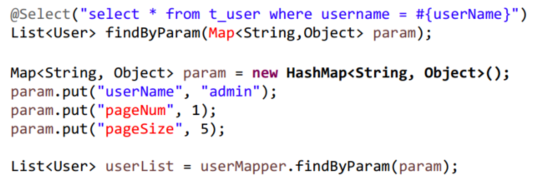 @Select("select * from t_user where username = #{userName}")
List<User> findByParam(Map<String,Object> param);
Map<String, Object> param = new HashMap<String, Object>();
param.put("userName", "admin");
param.put("pageNum", 1);
param.put("pageSize", 5);
List<User> userList = userMapper.findByParam(param);